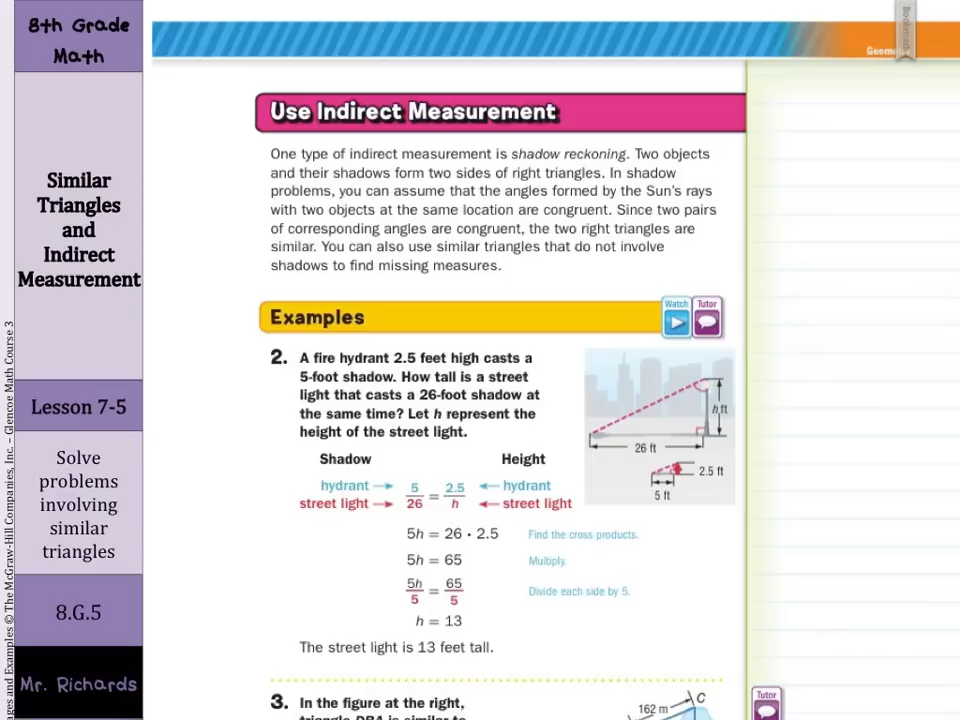 8th Grade
Math
Similar
Triangles
and
Indirect
Measurement
Lesson 7-5
Solve
problems
involving
similar
triangles
8.G.5
Mr. Richards
ages and Examples © The McGraw-Hill Companies, Inc. – Glencoe Math Course 3
Bookmark
Use Indirect Measurement
One type of indirect measurement is shadow reckoning. Two objects
and their shadows form two sides of right triangles. In shadow
problems, you can assume that the angles formed by the Sun's rays
with two objects at the same location are congruent. Since two pairs
of corresponding angles are congruent, the two right triangles are
similar. You can also use similar triangles that do not involve
shadows to find missing measures.
Examples
Watch
Tutor
2. A fire hydrant 2.5 feet high casts a
5-foot shadow. How tall is a street
light that casts a 26-foot shadow at
the same time? Let h represent the
height of the street light.
h ft
26 ft
2.5 ft
5 ft
Shadow Height
hydrant → 5/26 = 2.5/h ← hydrant
street light → ← street light
5h = 26 · 2.5 Find the cross products.
5h = 65 Multiply.
5h/5 = 65/5 Divide each side by 5.
h = 13
The street light is 13 feet tall.
3. In the figure at the right,
triangle DBA is similar to
162 m
C
Tutor